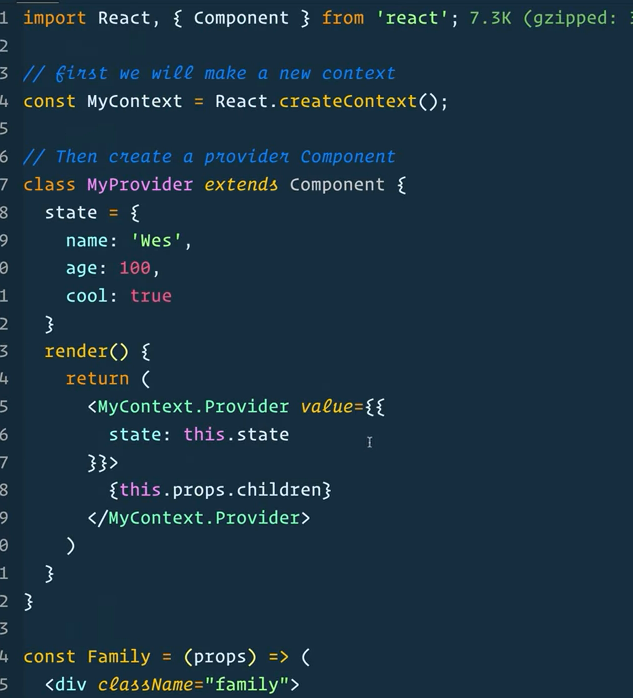 1 import React, { Component } from 'react'; 7.3K (gzipped:
2
3 // first we will make a new context
4 const MyContext = React.createContext();
5
6 // Then create a provider Component
7 class MyProvider extends Component {
8 state = {
9 name: 'Wes',
0 age: 100,
1 cool: true
2 }
3 render() {
4 return (
5 <MyContext.Provider value={{
6 state: this.state
7 }}>
8 {this.props.children}
9 </MyContext.Provider>
0 )
1 }
2 }
3
4 const Family = (props) => (
5 <div className="family">